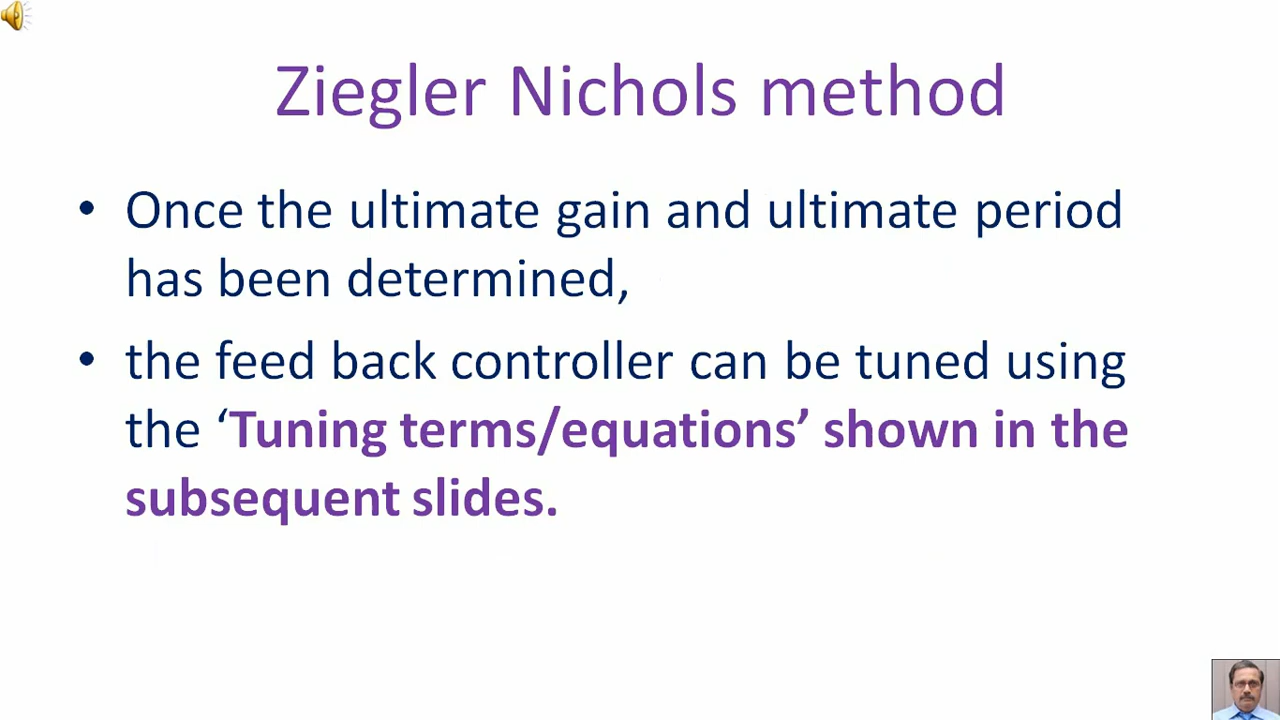 Ziegler Nichols method
• Once the ultimate gain and ultimate period
has been determined,
• the feed back controller can be tuned using
the ‘Tuning terms/equations’ shown in the
subsequent slides.